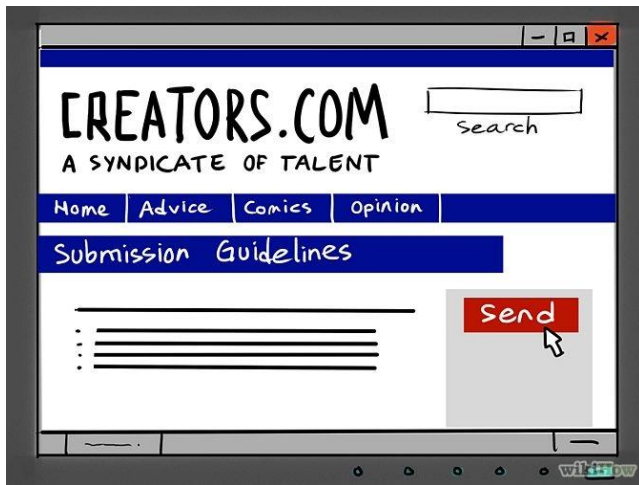 CREATORS.COM
search
A SYNDICATE OF TALENT
Home Advice Comics Opinion
Submission Guidelines
Send
wikiHow